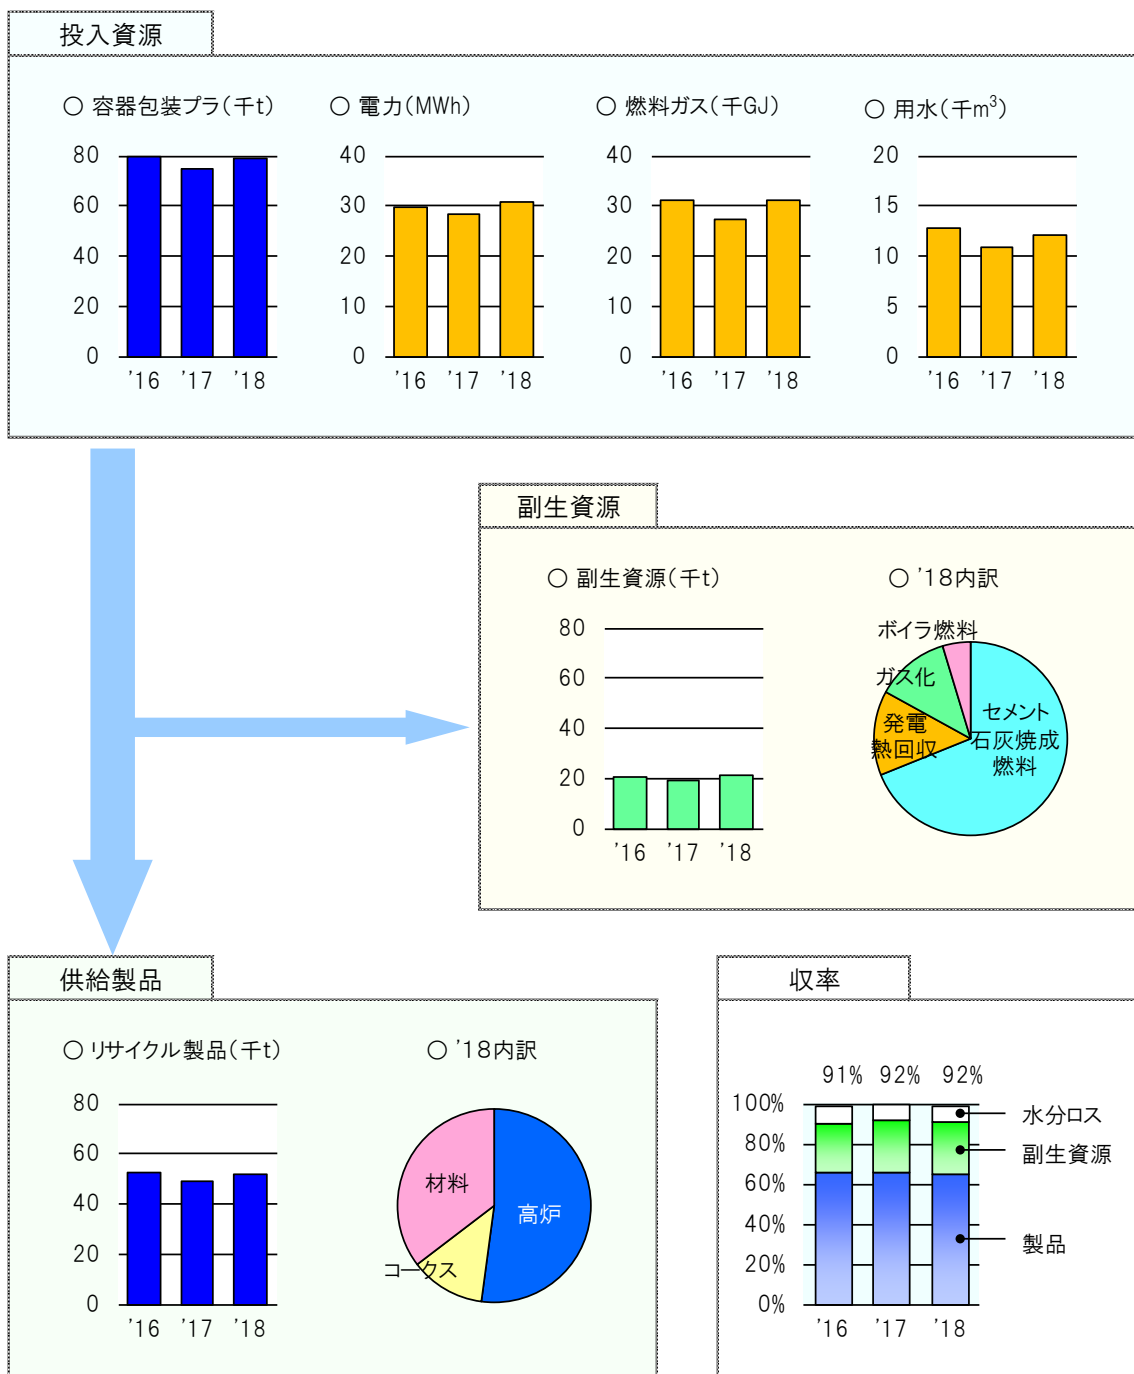 投入資源
○ 容器包装プラ(千t)
80
60
40
20
0
'16 '17 '18
○ 電力(MWh)
40
30
20
10
0
'16 '17 '18
○ 燃料ガス(千GJ)
40
30
20
10
0
'16 '17 '18
○ 用水(千m³)
20
15
10
5
0
'16 '17 '18
副生資源
○ 副生資源(千t)
80
60
40
20
0
'16 '17 '18
○ '18内訳
ボイラ燃料
ガス化
発電
熱回収
セメント
石灰焼成
燃料
供給製品
○ リサイクル製品(千t)
80
60
40
20
0
'16 '17 '18
○ '18内訳
材料
高炉
コークス
収率
91% 92% 92%
100%
80%
60%
40%
20%
0%
'16 '17 '18
水分ロス
副生資源
製品